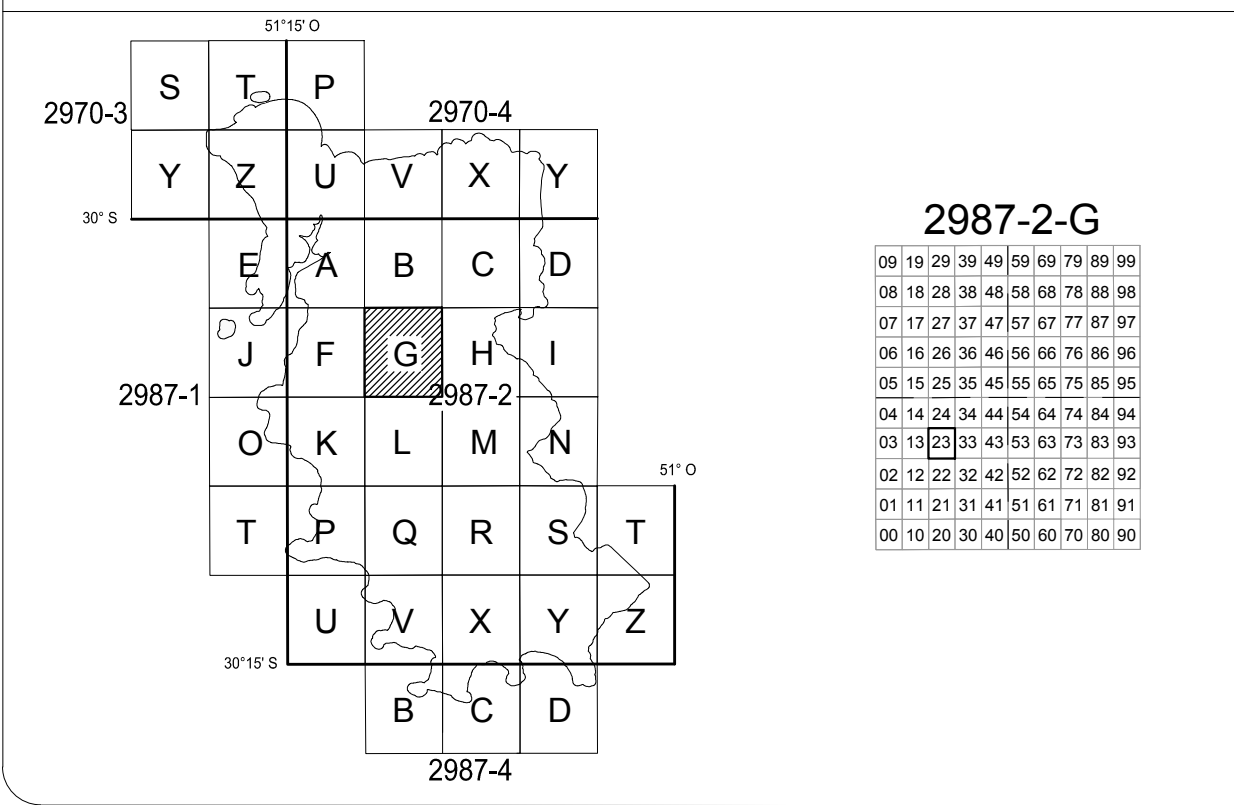 51°15' O
S T P
2970-3 2970-4
Y Z U V X Y
30° S
E A B C D
J F G H I
2987-1 2987-2
O K L M N
51° O
T P Q R S T
U V X Y Z
30°15' S
B C D
2987-4
2987-2-G
09 19 29 39 49 59 69 79 89 99
08 18 28 38 48 58 68 78 88 98
07 17 27 37 47 57 67 77 87 97
06 16 26 36 46 56 66 76 86 96
05 15 25 35 45 55 65 75 85 95
04 14 24 34 44 54 64 74 84 94
03 13 23 33 43 53 63 73 83 93
02 12 22 32 42 52 62 72 82 92
01 11 21 31 41 51 61 71 81 91
00 10 20 30 40 50 60 70 80 90